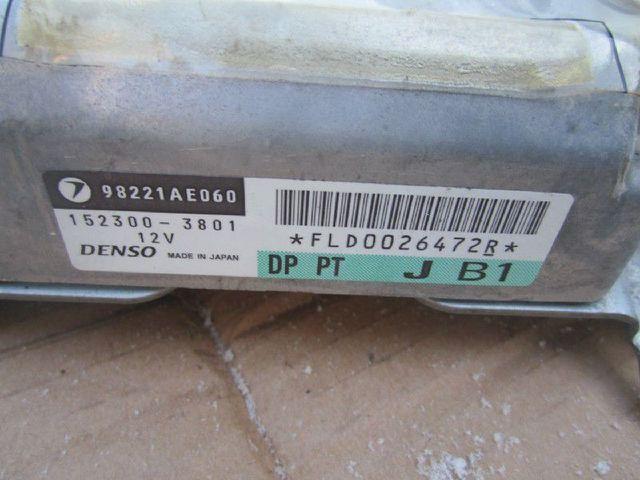 98221AE060
152300-3801
12V
DENSO MADE IN JAPAN
*FLD0026472R*
DP PT J B1